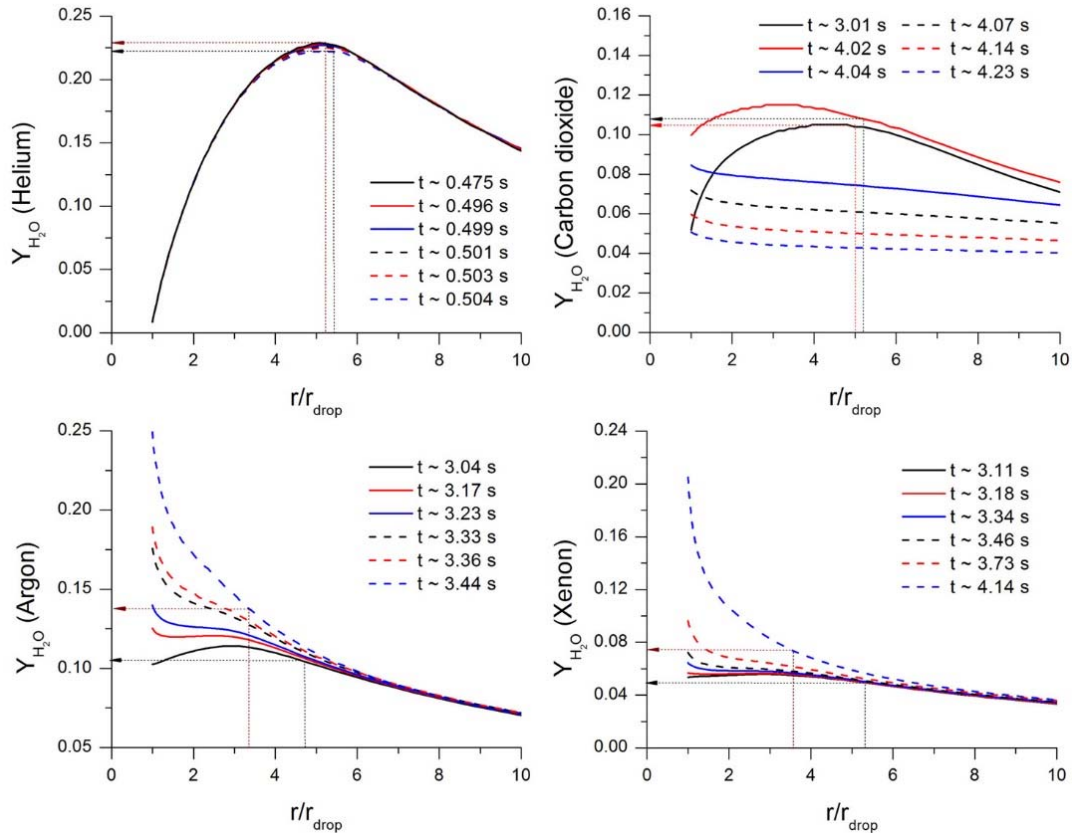 Y_H₂O (Helium)
0.25
0.20
0.15
0.10
0.05
0.00
t ~ 0.475 s
t ~ 0.496 s
t ~ 0.499 s
t ~ 0.501 s
t ~ 0.503 s
t ~ 0.504 s
0 2 4 6 8 10
r/r_drop
Y_H₂O (Carbon dioxide)
0.16
0.14
0.12
0.10
0.08
0.06
0.04
0.02
0.00
t ~ 3.01 s t ~ 4.07 s
t ~ 4.02 s t ~ 4.14 s
t ~ 4.04 s t ~ 4.23 s
0 2 4 6 8 10
r/r_drop
Y_H₂O (Argon)
0.25
0.20
0.15
0.10
0.05
t ~ 3.04 s
t ~ 3.17 s
t ~ 3.23 s
t ~ 3.33 s
t ~ 3.36 s
t ~ 3.44 s
0 2 4 6 8 10
r/r_drop
Y_H₂O (Xenon)
0.24
0.20
0.16
0.12
0.08
0.04
0.00
t ~ 3.11 s
t ~ 3.18 s
t ~ 3.34 s
t ~ 3.46 s
t ~ 3.73 s
t ~ 4.14 s
0 2 4 6 8 10
r/r_drop